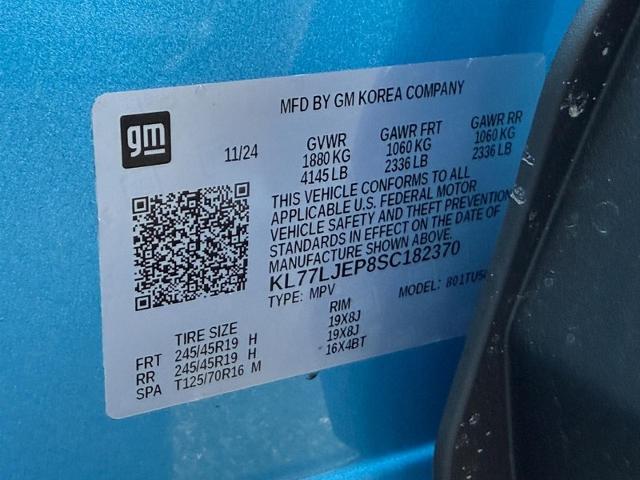 MFD BY GM KOREA COMPANY
gm
11/24
GVWR GAWR FRT GAWR RR
1880 KG 1060 KG 1060 KG
4145 LB 2336 LB 2336 LB
THIS VEHICLE CONFORMS TO ALL
APPLICABLE U.S. FEDERAL MOTOR
VEHICLE SAFETY AND THEFT PREVENTION
STANDARDS IN EFFECT ON THE DATE OF
MANUFACTURE SHOWN ABOVE.
KL77LJEP8SC182370
TYPE: MPV MODEL:
TIRE SIZE RIM
FRT 245/45R19 H 19X8J
RR 245/45R19 H 19X8J
SPA T125/70R16 M 16X4BT